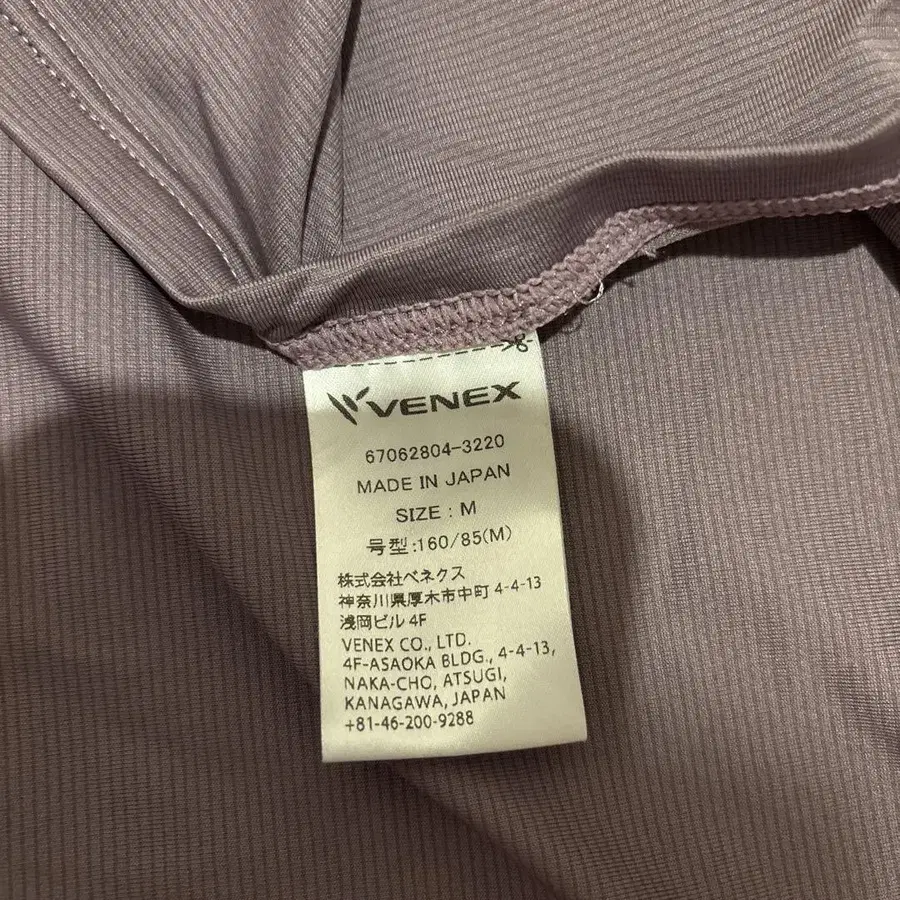 VENEX
67062804-3220
MADE IN JAPAN
SIZE : M
号型:160/85(M)
株式会社ベネクス
神奈川県厚木市中町 4-4-13
浅岡ビル 4F
VENEX CO., LTD.
4F-ASAOKA BLDG., 4-4-13,
NAKA-CHO, ATSUGI,
KANAGAWA, JAPAN
+81-46-200-9288